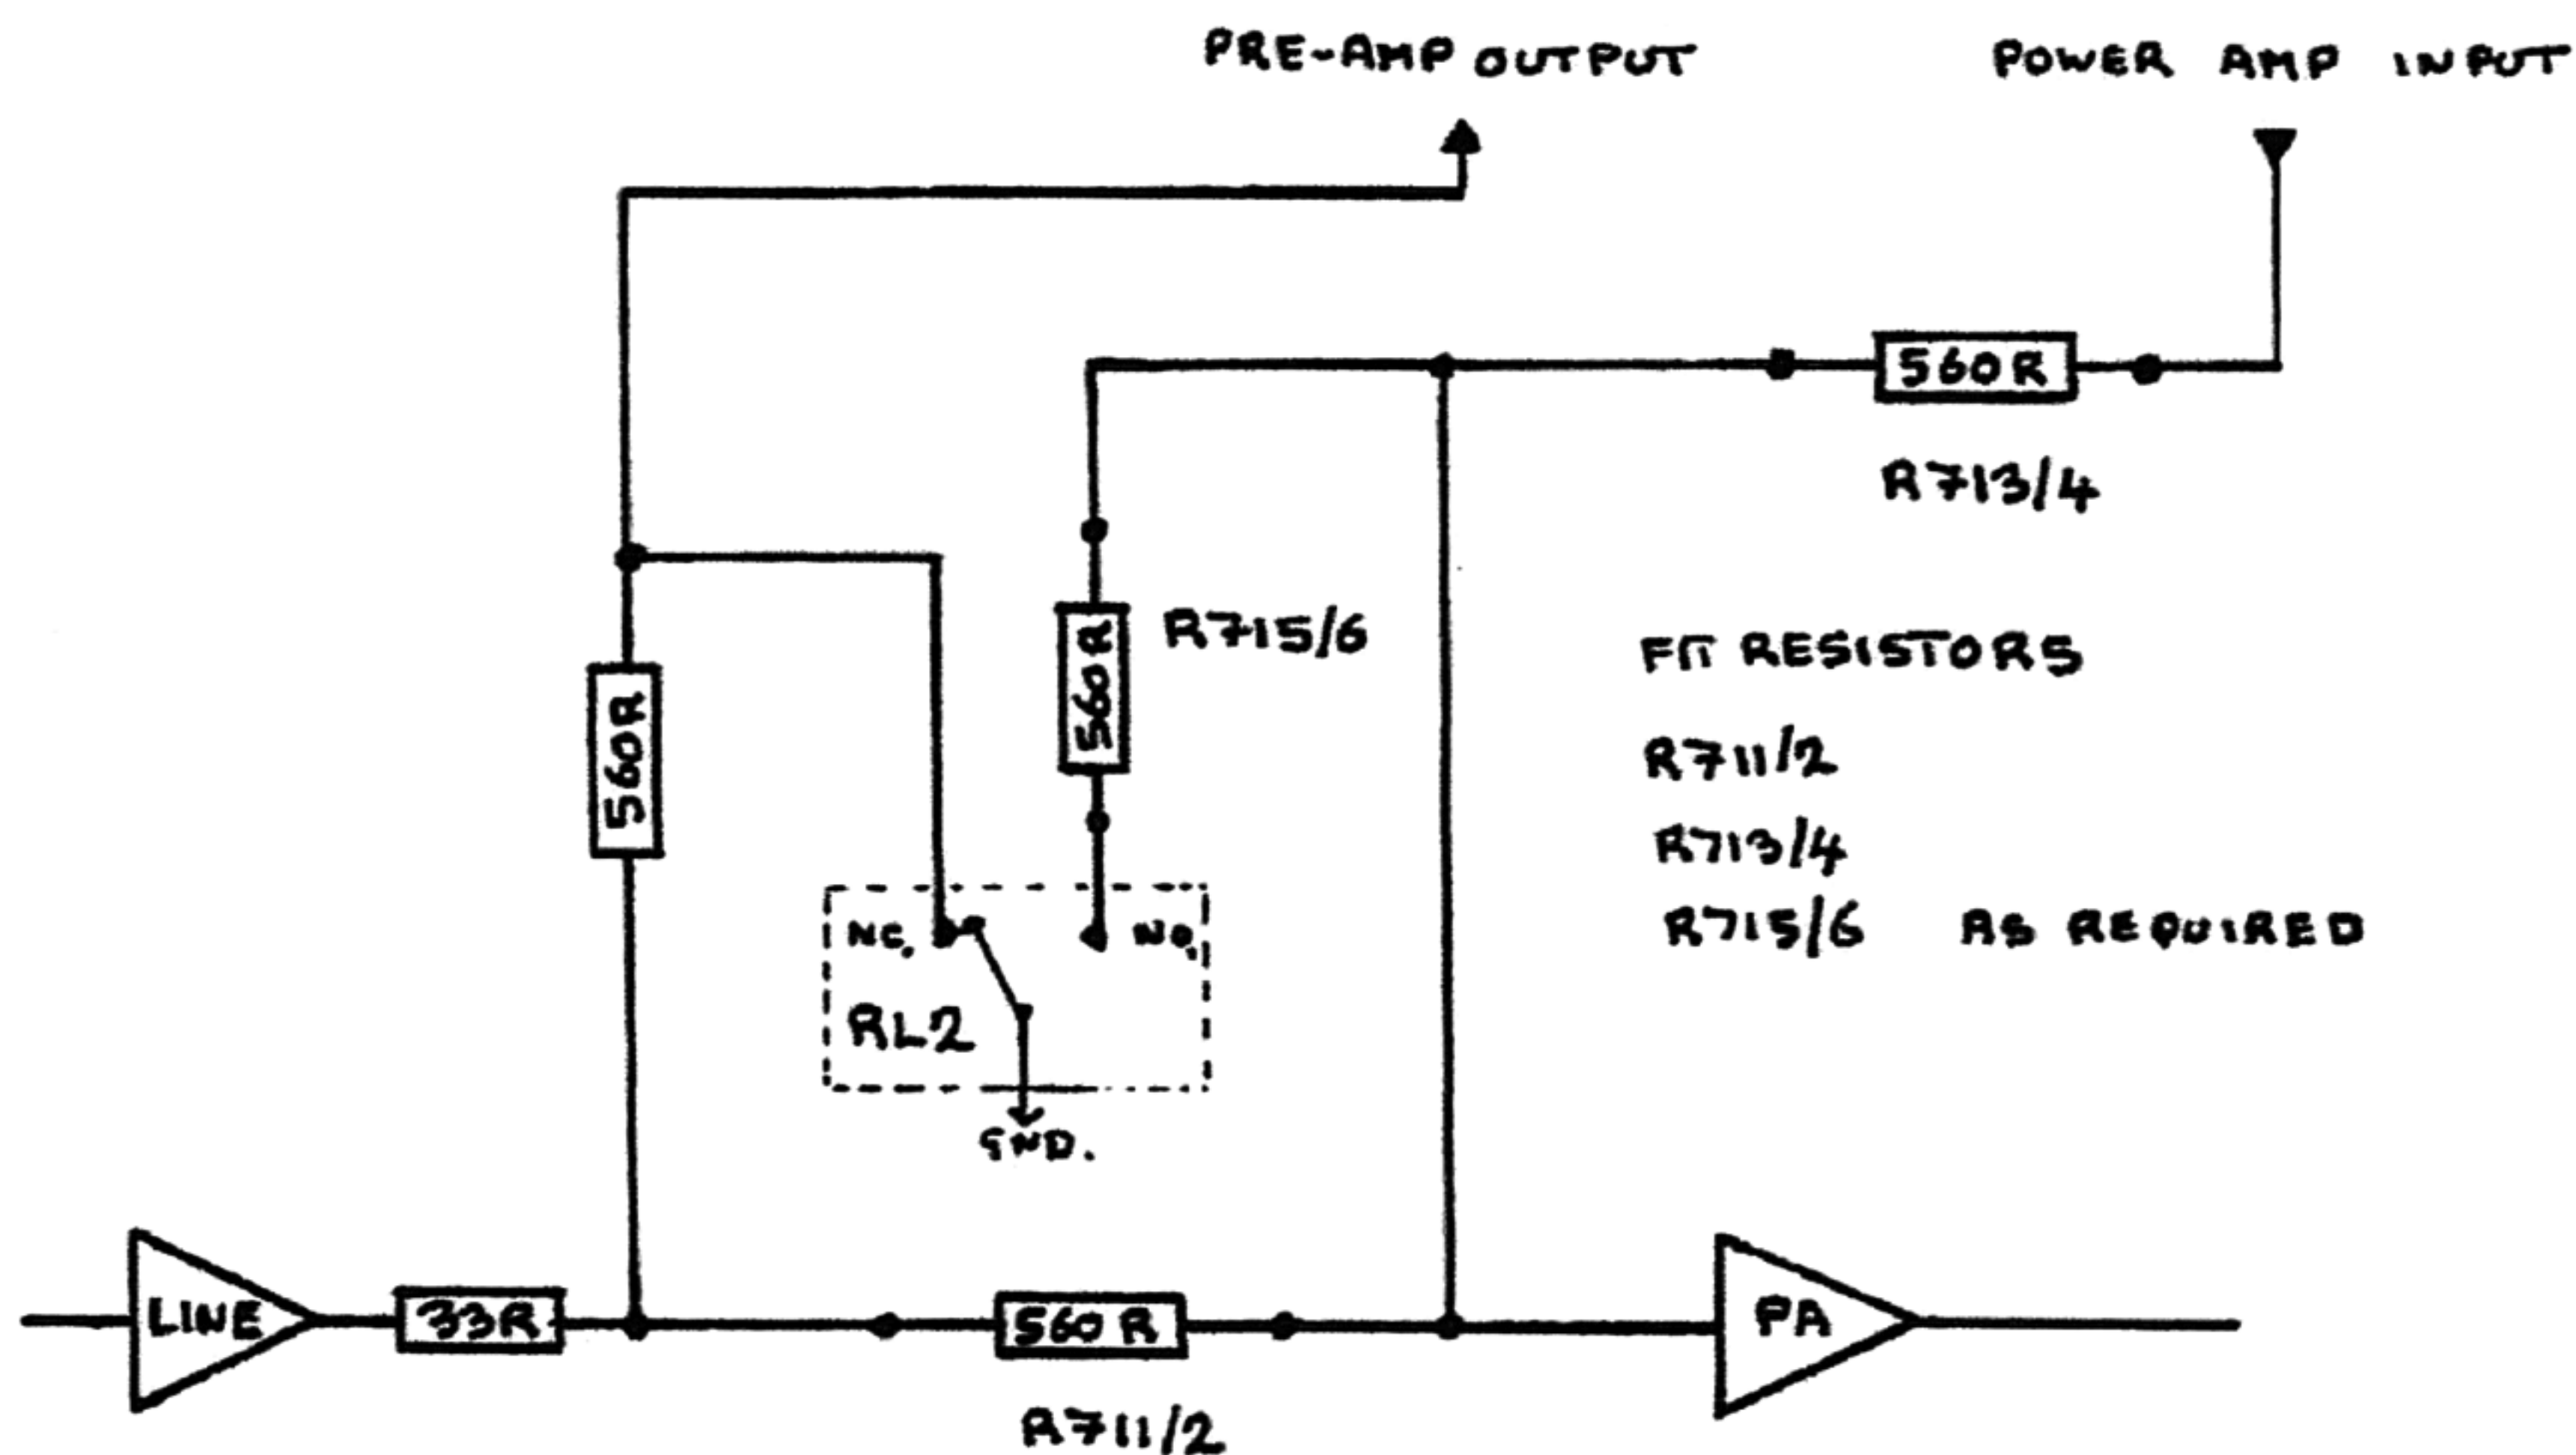 PRE-AMP OUTPUT
POWER AMP INPUT
560R
R713/4
560R
R715/6
560R
FIT RESISTORS
R711/2
R713/4
R715/6 AS REQUIRED
NC.
NO.
RL2
GND.
LINE
33R
560R
PA
R711/2